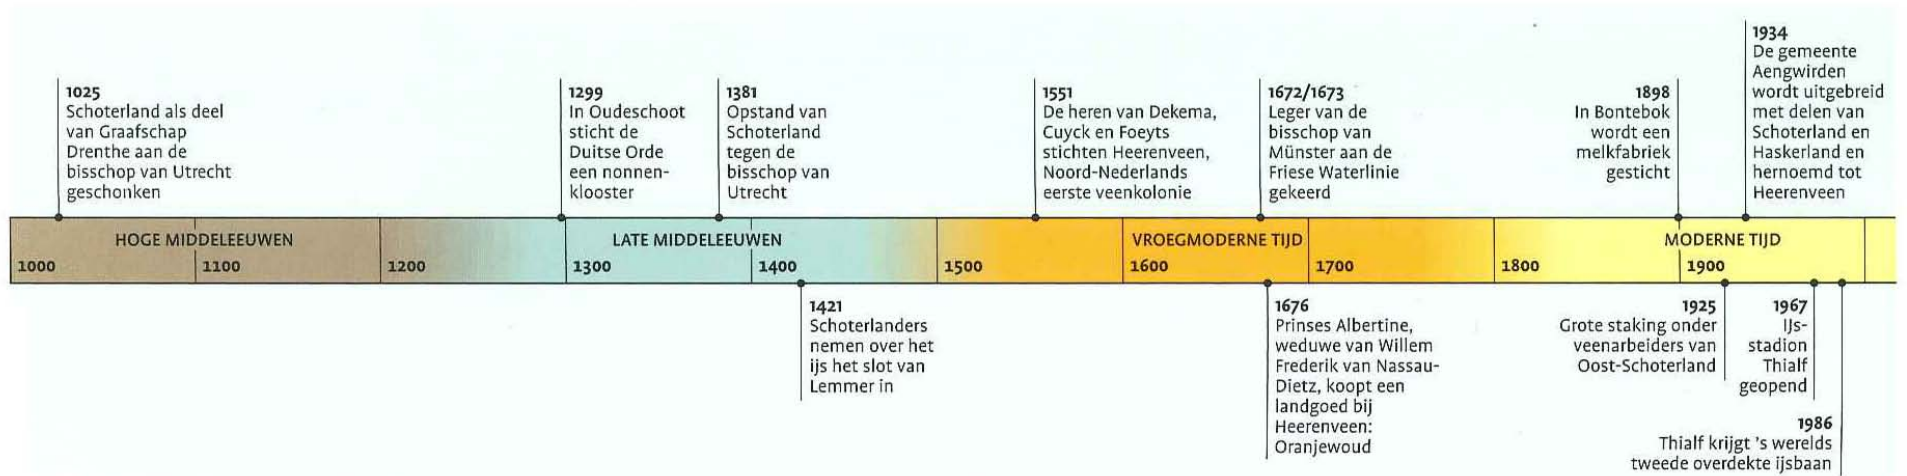 1025
Schoterland als deel
van Graafschap
Drenthe aan de
bisschop van Utrecht
geschonken
1299
In Oudeschoot
sticht de
Duitse Orde
een nonnen-
klooster
1381
Opstand van
Schoterland
tegen de
bisschop van
Utrecht
1551
De heren van Dekema,
Cuyck en Foeyts
stichten Heerenveen,
Noord-Nederlands
eerste veenkolonie
1672/1673
Leger van de
bisschop van
Münster aan de
Friese Waterlinie
gekeerd
1898
In Bontebok
wordt een
melkfabriek
gesticht
1934
De gemeente
Aengwirden
wordt uitgebreid
met delen van
Schoterland en
Haskerland en
hernoemd tot
Heerenveen
HOGE MIDDELEEUWEN
LATE MIDDELEEUWEN
VROEGMODERNE TIJD
MODERNE TIJD
1000
1100
1200
1300
1400
1500
1600
1700
1800
1900
1421
Schoterlanders
nemen over het
ijs het slot van
Lemmer in
1676
Prinses Albertine,
weduwe van Willem
Frederik van Nassau-
Dietz, koopt een
landgoed bij
Heerenveen:
Oranjewoud
1925
Grote staking onder
veenarbeiders van
Oost-Schoterland
1967
IJs-
stadion
Thialf
geopend
1986
Thialf krijgt 's werelds
tweede overdekte ijsbaan